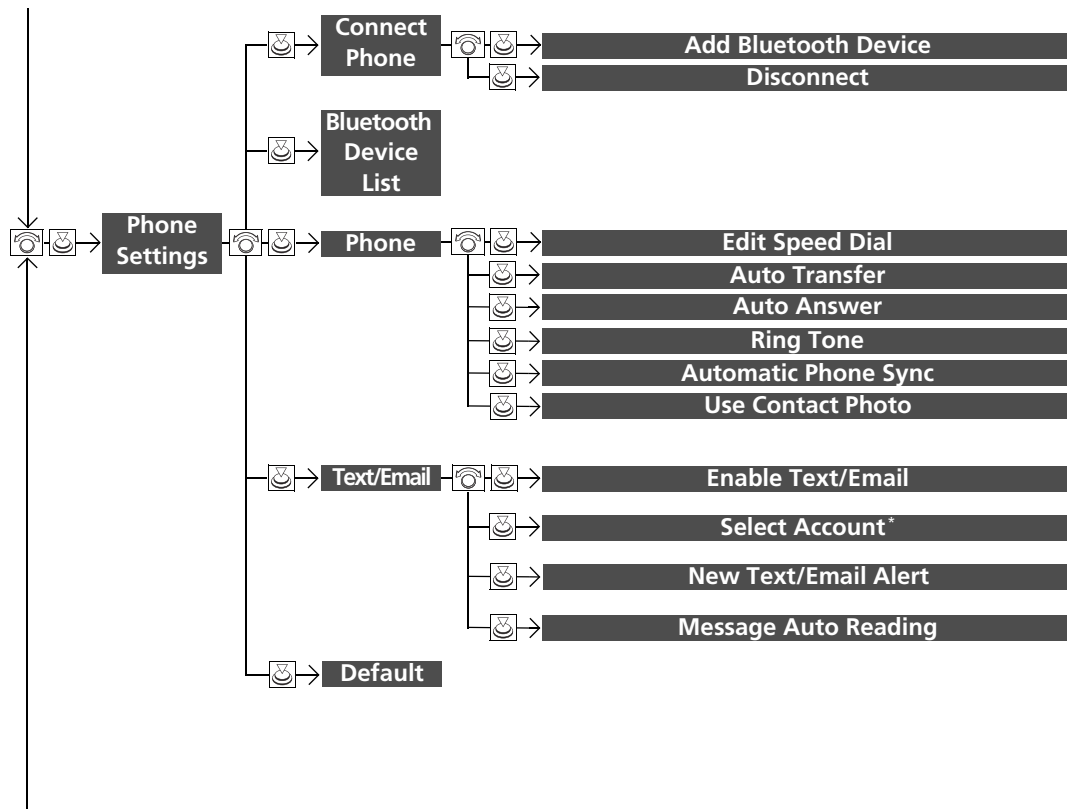 Connect
Phone
Add Bluetooth Device
Disconnect
Bluetooth
Device
List
Phone
Settings
Phone
Edit Speed Dial
Auto Transfer
Auto Answer
Ring Tone
Automatic Phone Sync
Use Contact Photo
Text/Email
Enable Text/Email
Select Account*
New Text/Email Alert
Message Auto Reading
Default